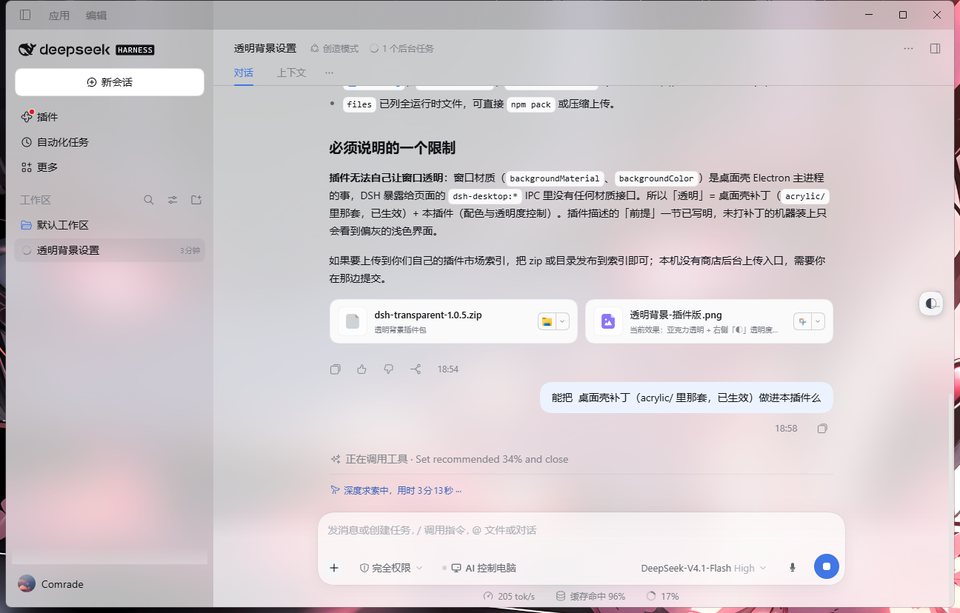 应用 编辑
deepseek HARNESS
新会话
插件
自动化任务
更多
工作区
默认工作区
透明背景设置 3分钟
Comrade
透明背景设置 创造模式 1 个后台任务
对话 上下文 ···
files 已列全运行时文件，可直接 npm pack 或压缩上传。
必须说明的一个限制
插件无法自己让窗口透明：窗口材质（ backgroundMaterial 、 backgroundColor ）是桌面壳 Electron 主进程
的事，DSH 暴露给页面的 dsh-desktop:* IPC 里没有任何材质接口。所以「透明」= 桌面壳补丁（ acrylic/
里那套，已生效）+ 本插件（配色与透明度控制）。插件描述的「前提」一节已写明，未打补丁的机器装上只
会看到偏灰的浅色界面。
如果要上传到你们自己的插件市场索引，把 zip 或目录发布到索引即可；本机没有商店后台上传入口，需要你
在那边提交。
dsh-transparent-1.0.5.zip
透明背景插件包
透明背景-插件版.png
当前效果：亚克力透明 + 右侧「◐」透明度...
18:54
能把 桌面壳补丁（acrylic/ 里那套，已生效）做进本插件么
18:58
正在调用工具 · Set recommended 34% and close
深度求索中，用时 3 分 13 秒 ···
发消息或创建任务, / 调用指令, @ 文件或对话
完全权限 AI 控制电脑 DeepSeek-V4.1-Flash High
205 tok/s 缓存命中 96% 17%